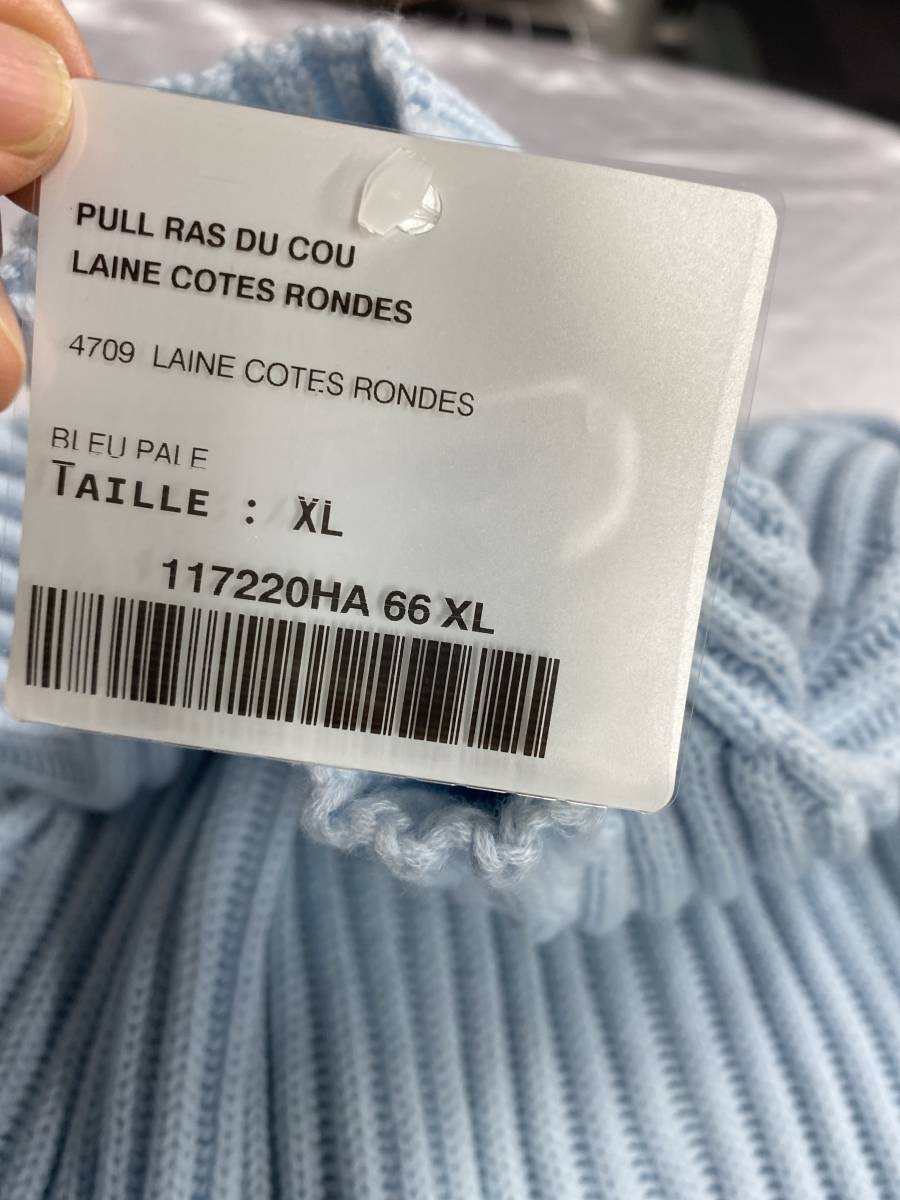 PULL RAS DU COU
LAINE COTES RONDES
4709 LAINE COTES RONDES
BLEU PALE
TAILLE : XL
117220HA 66 XL